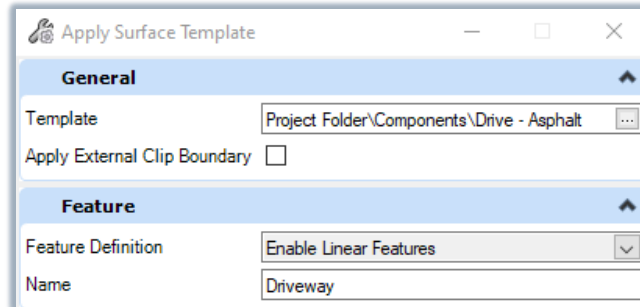 Apply Surface Template
General
Template Project Folder\Components\Drive - Asphalt ...
Apply External Clip Boundary
Feature
Feature Definition Enable Linear Features
Name Driveway